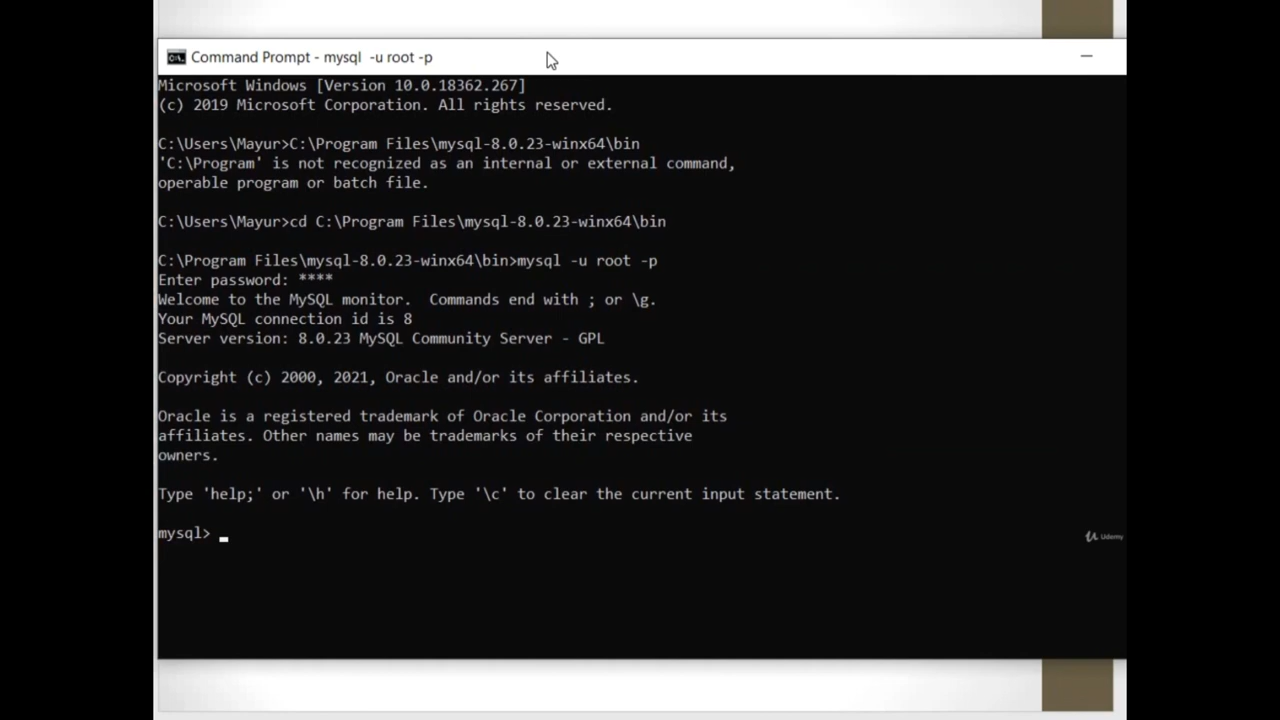 Command Prompt - mysql  -u root -p
Microsoft Windows [Version 10.0.18362.267]
(c) 2019 Microsoft Corporation. All rights reserved.
C:\Users\Mayur>C:\Program Files\mysql-8.0.23-winx64\bin
'C:\Program' is not recognized as an internal or external command,
operable program or batch file.
C:\Users\Mayur>cd C:\Program Files\mysql-8.0.23-winx64\bin
C:\Program Files\mysql-8.0.23-winx64\bin>mysql -u root -p
Enter password: ****
Welcome to the MySQL monitor.  Commands end with ; or \g.
Your MySQL connection id is 8
Server version: 8.0.23 MySQL Community Server - GPL
Copyright (c) 2000, 2021, Oracle and/or its affiliates.
Oracle is a registered trademark of Oracle Corporation and/or its
affiliates. Other names may be trademarks of their respective
owners.
Type 'help;' or '\h' for help. Type '\c' to clear the current input statement.
mysql>
Udemy